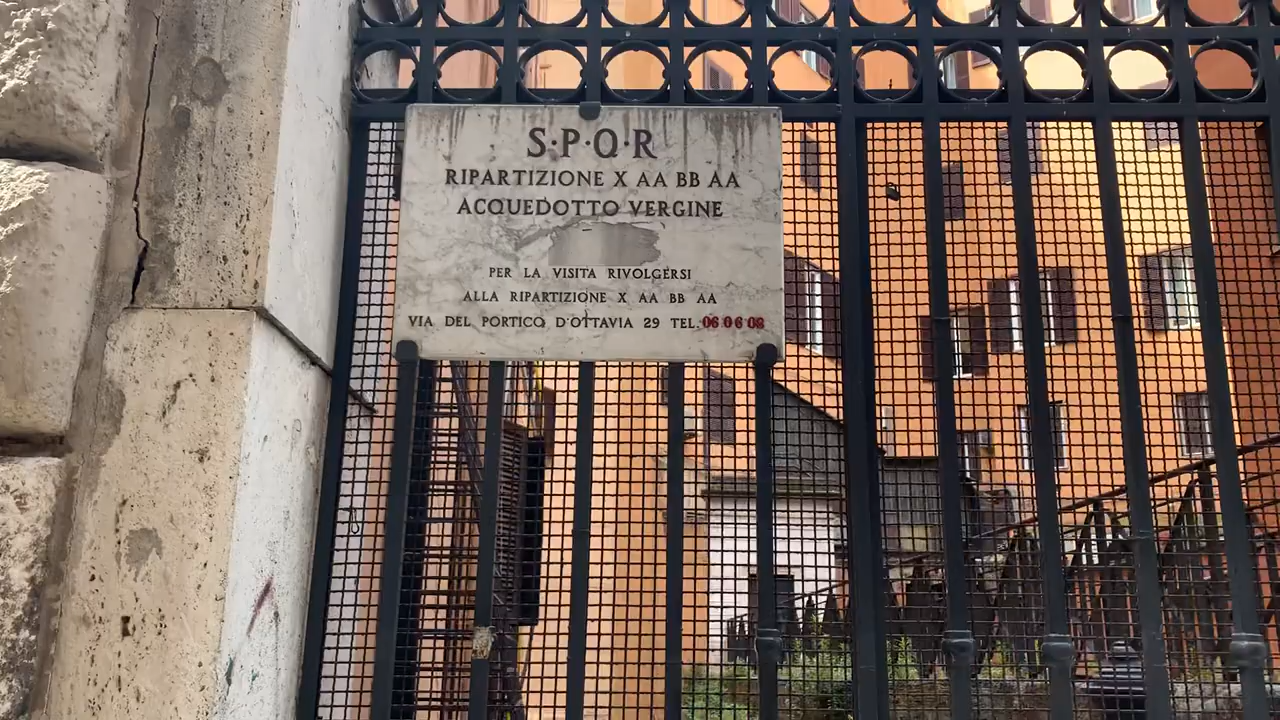 S·P·Q·R
RIPARTIZIONE X AA BB AA
ACQUEDOTTO VERGINE
PER LA VISITA RIVOLGERSI
ALLA RIPARTIZIONE X AA BB AA
VIA DEL PORTICO D'OTTAVIA 29 TEL. 06 06 08